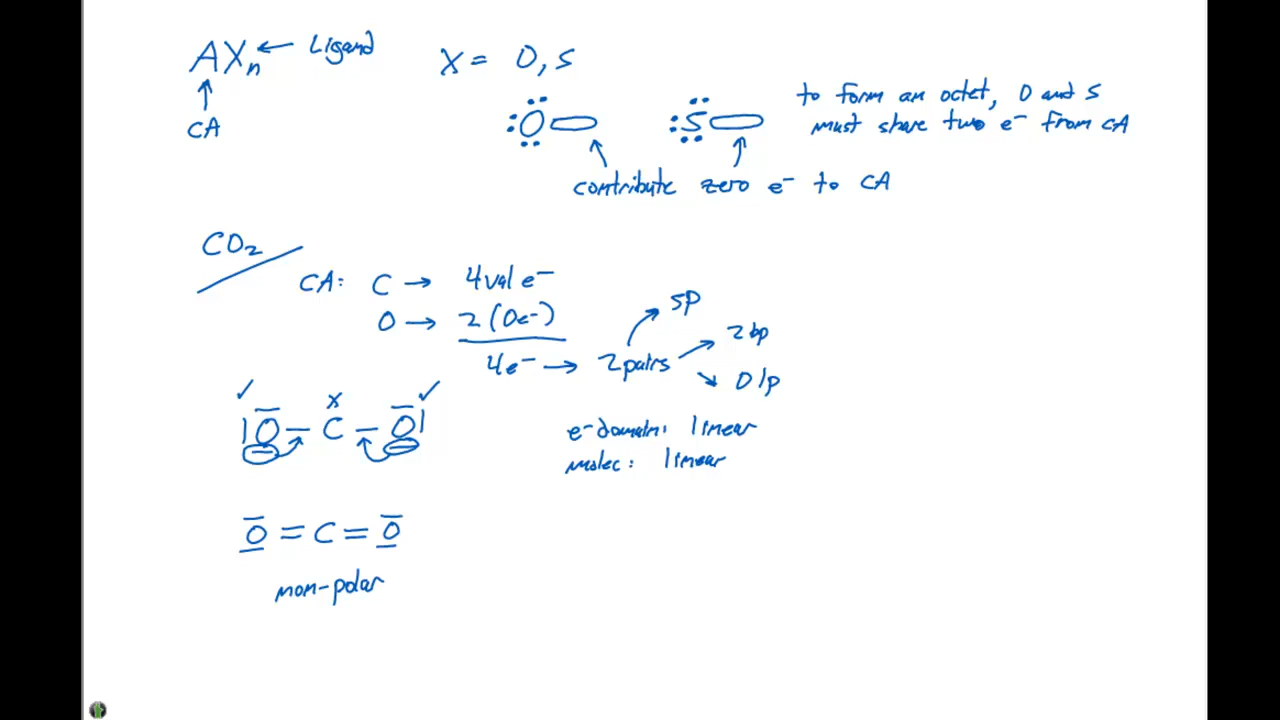 AXn ← Ligand
CA
X = O, S
:O
:S
to form an octet, O and S
must share two e⁻ from CA
contribute zero e⁻ to CA
CO₂
CA: C → 4 val e⁻
O → 2 (0e⁻)
4e⁻ → 2 pairs
sp
2 bp
0 lp
✓ x ✓
|O – C – O|
e⁻ domain: linear
molec: linear
O = C = O
non-polar